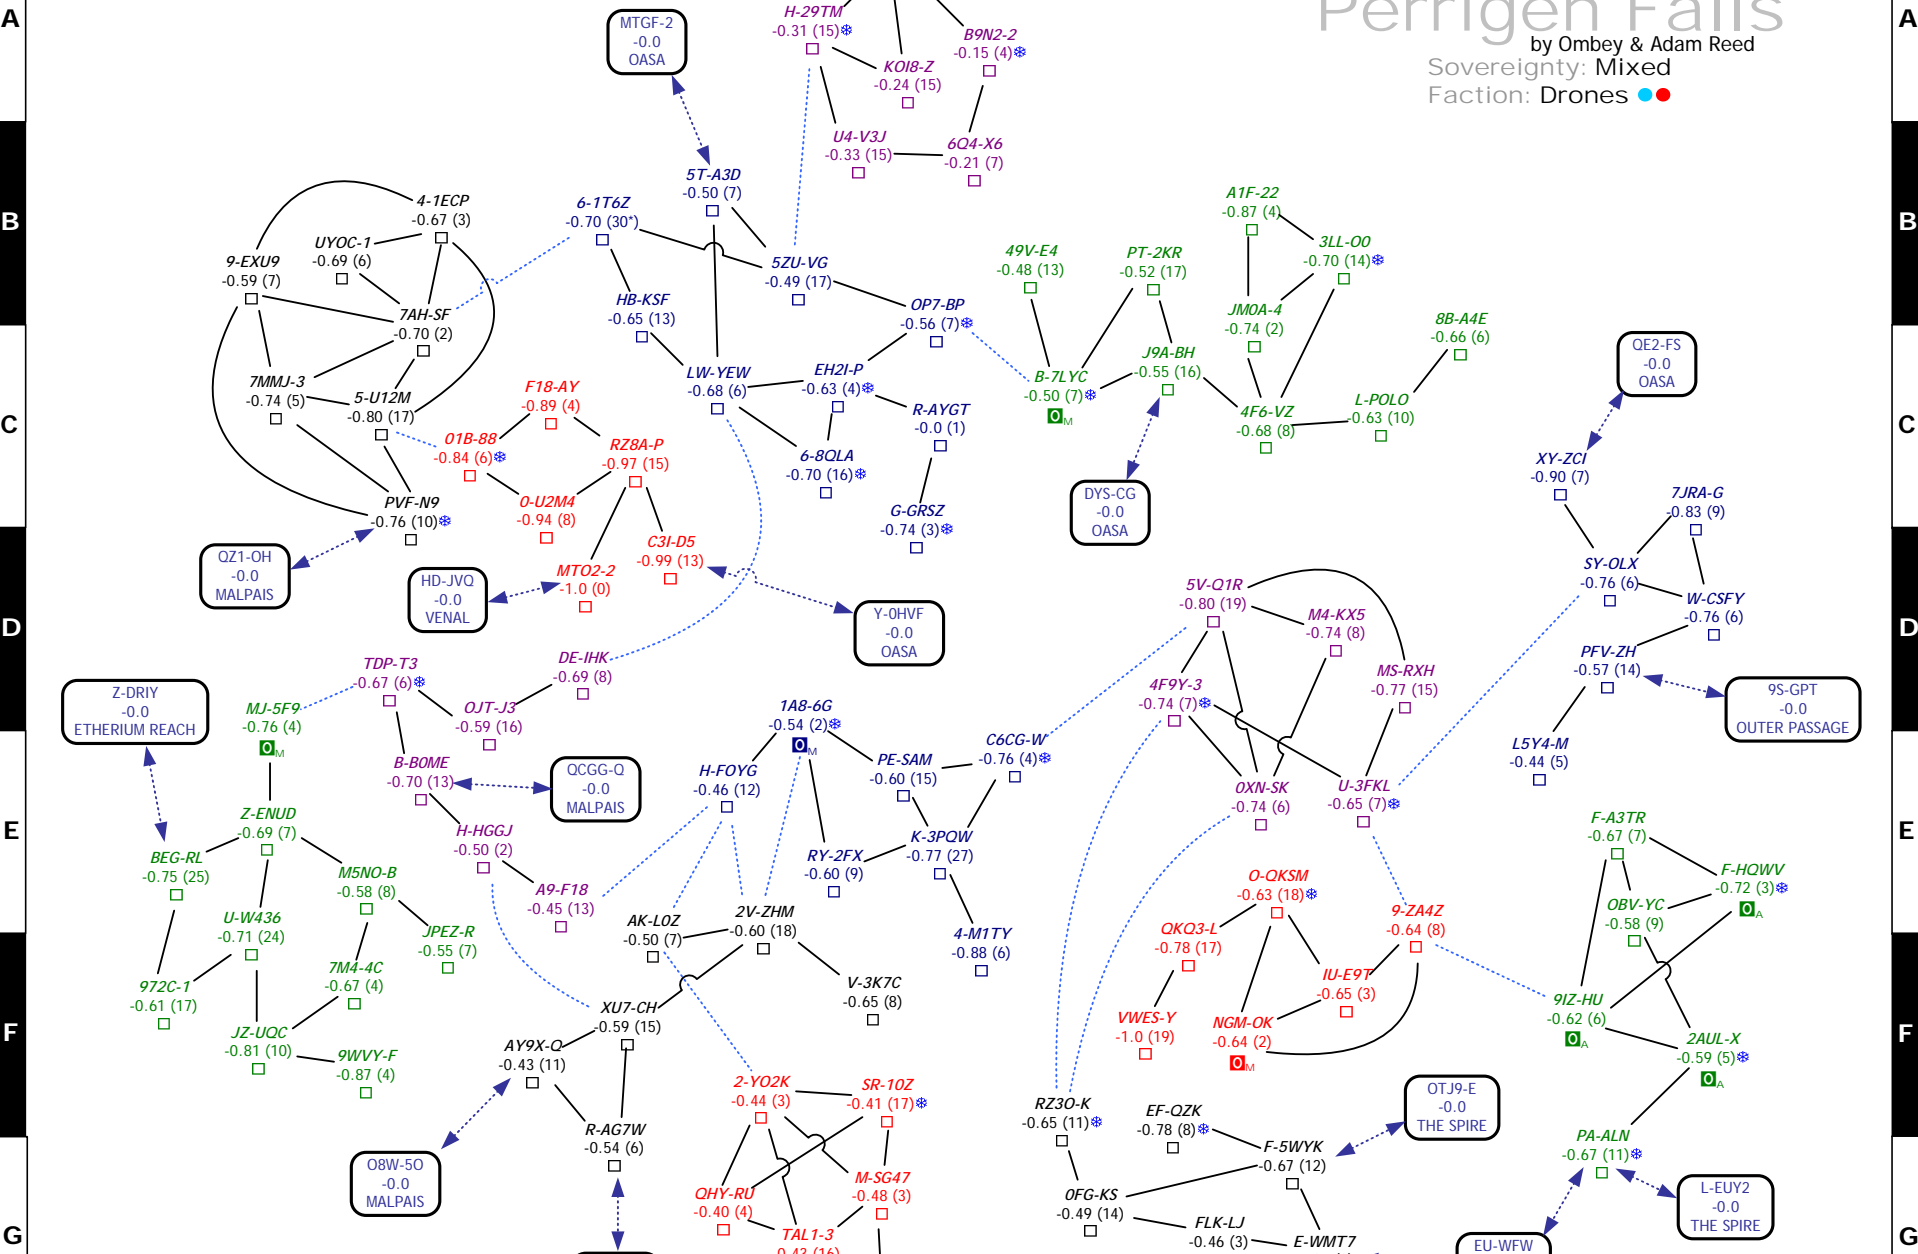 A
A
Perrigen Falls
by Ombey & Adam Reed
Sovereignty: Mixed
Faction: Drones
MTGF-2
-0.0
OASA
H-29TM
-0.31 (15)
B9N2-2
-0.15 (4)
KOI8-Z
-0.24 (15)
U4-V3J
-0.33 (15)
6Q4-X6
-0.21 (7)
B
B
5T-A3D
-0.50 (7)
4-1ECP
-0.67 (3)
6-1T6Z
-0.70 (30*)
UYOC-1
-0.69 (6)
9-EXU9
-0.59 (7)
5ZU-VG
-0.49 (17)
49V-E4
-0.48 (13)
PT-2KR
-0.52 (17)
A1F-22
-0.87 (4)
3LL-O0
-0.70 (14)
7AH-SF
-0.70 (2)
HB-KSF
-0.65 (13)
OP7-BP
-0.56 (7)
JM0A-4
-0.74 (2)
8B-A4E
-0.66 (6)
QE2-FS
-0.0
OASA
C
C
7MMJ-3
-0.74 (5)
5-U12M
-0.80 (17)
F18-AY
-0.89 (4)
LW-YEW
-0.68 (6)
EH2I-P
-0.63 (4)
R-AYGT
-0.0 (1)
B-7LYC
-0.50 (7)
0M
J9A-BH
-0.55 (16)
4F6-VZ
-0.68 (8)
L-POLO
-0.63 (10)
01B-88
-0.84 (6)
RZ8A-P
-0.97 (15)
6-8QLA
-0.70 (16)
XY-ZCI
-0.90 (7)
PVF-N9
-0.76 (10)
0-U2M4
-0.94 (8)
G-GRSZ
-0.74 (3)
DYS-CG
-0.0
OASA
7JRA-G
-0.83 (9)
QZ1-OH
-0.0
MALPAIS
HD-JVQ
-0.0
VENAL
MTO2-2
-1.0 (0)
C3I-D5
-0.99 (13)
Y-0HVF
-0.0
OASA
5V-Q1R
-0.80 (19)
SY-OLX
-0.76 (6)
W-CSFY
-0.76 (6)
D
D
M4-KX5
-0.74 (8)
TDP-T3
-0.67 (6)
DE-IHK
-0.69 (8)
MS-RXH
-0.77 (15)
PFV-ZH
-0.57 (14)
Z-DRIY
-0.0
ETHERIUM REACH
MJ-5F9
-0.76 (4)
0M
OJT-J3
-0.59 (16)
1A8-6G
-0.54 (2)
0M
4F9Y-3
-0.74 (7)
9S-GPT
-0.0
OUTER PASSAGE
B-B0ME
-0.70 (13)
QCGG-Q
-0.0
MALPAIS
H-FOYG
-0.46 (12)
PE-SAM
-0.60 (15)
C6CG-W
-0.76 (4)
0XN-SK
-0.74 (6)
U-3FKL
-0.65 (7)
L5Y4-M
-0.44 (5)
E
E
Z-ENUD
-0.69 (7)
H-HGGJ
-0.50 (2)
BEG-RL
-0.75 (25)
M5NO-B
-0.58 (8)
A9-F18
-0.45 (13)
RY-2FX
-0.60 (9)
K-3PQW
-0.77 (27)
O-QKSM
-0.63 (18)
F-A3TR
-0.67 (7)
F-HQWV
-0.72 (3)
0A
U-W436
-0.71 (24)
JPEZ-R
-0.55 (7)
AK-L0Z
-0.50 (7)
2V-ZHM
-0.60 (18)
4-M1TY
-0.88 (6)
QKQ3-L
-0.78 (17)
9-ZA4Z
-0.64 (8)
OBV-YC
-0.58 (9)
972C-1
-0.61 (17)
7M4-4C
-0.67 (4)
V-3K7C
-0.65 (8)
IU-E9T
-0.65 (3)
9IZ-HU
-0.62 (6)
0A
F
F
JZ-UQC
-0.81 (10)
9WVY-F
-0.87 (4)
XU7-CH
-0.59 (15)
AY9X-Q
-0.43 (11)
VWES-Y
-1.0 (19)
NGM-OK
-0.64 (2)
0M
2AUL-X
-0.59 (5)
0A
2-YO2K
-0.44 (3)
SR-10Z
-0.41 (17)
RZ3O-K
-0.65 (11)
EF-QZK
-0.78 (8)
OTJ9-E
-0.0
THE SPIRE
R-AG7W
-0.54 (6)
F-5WYK
-0.67 (12)
PA-ALN
-0.67 (11)
O8W-5O
-0.0
MALPAIS
QHY-RU
-0.40 (4)
M-SG47
-0.48 (3)
0FG-KS
-0.49 (14)
L-EUY2
-0.0
THE SPIRE
G
G
TAL1-3
-0.43 (16)
FLK-LJ
-0.46 (3)
E-WMT7
EU-WFW